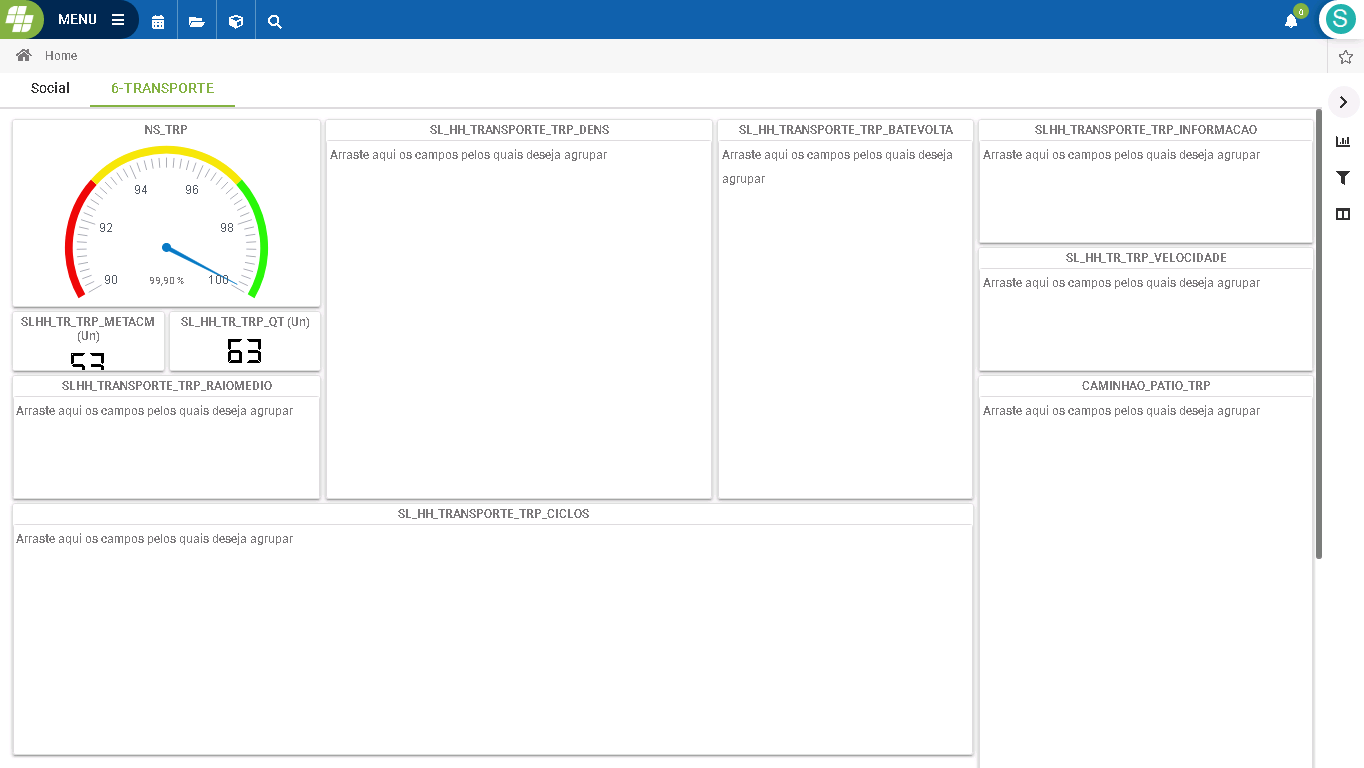 MENU
0
S
Home
Social
6-TRANSPORTE
NS_TRP
90
92
94
96
98
100
99,90 %
SL_HH_TRANSPORTE_TRP_DENS
Arraste aqui os campos pelos quais deseja agrupar
SL_HH_TRANSPORTE_TRP_BATEVOLTA
Arraste aqui os campos pelos quais deseja
agrupar
SLHH_TRANSPORTE_TRP_INFORMACAO
Arraste aqui os campos pelos quais deseja agrupar
SL_HH_TR_TRP_VELOCIDADE
Arraste aqui os campos pelos quais deseja agrupar
SLHH_TR_TRP_METACM
(Un)
SL_HH_TR_TRP_QT (Un)
63
SLHH_TRANSPORTE_TRP_RAIOMEDIO
Arraste aqui os campos pelos quais deseja agrupar
CAMINHAO_PATIO_TRP
Arraste aqui os campos pelos quais deseja agrupar
SL_HH_TRANSPORTE_TRP_CICLOS
Arraste aqui os campos pelos quais deseja agrupar